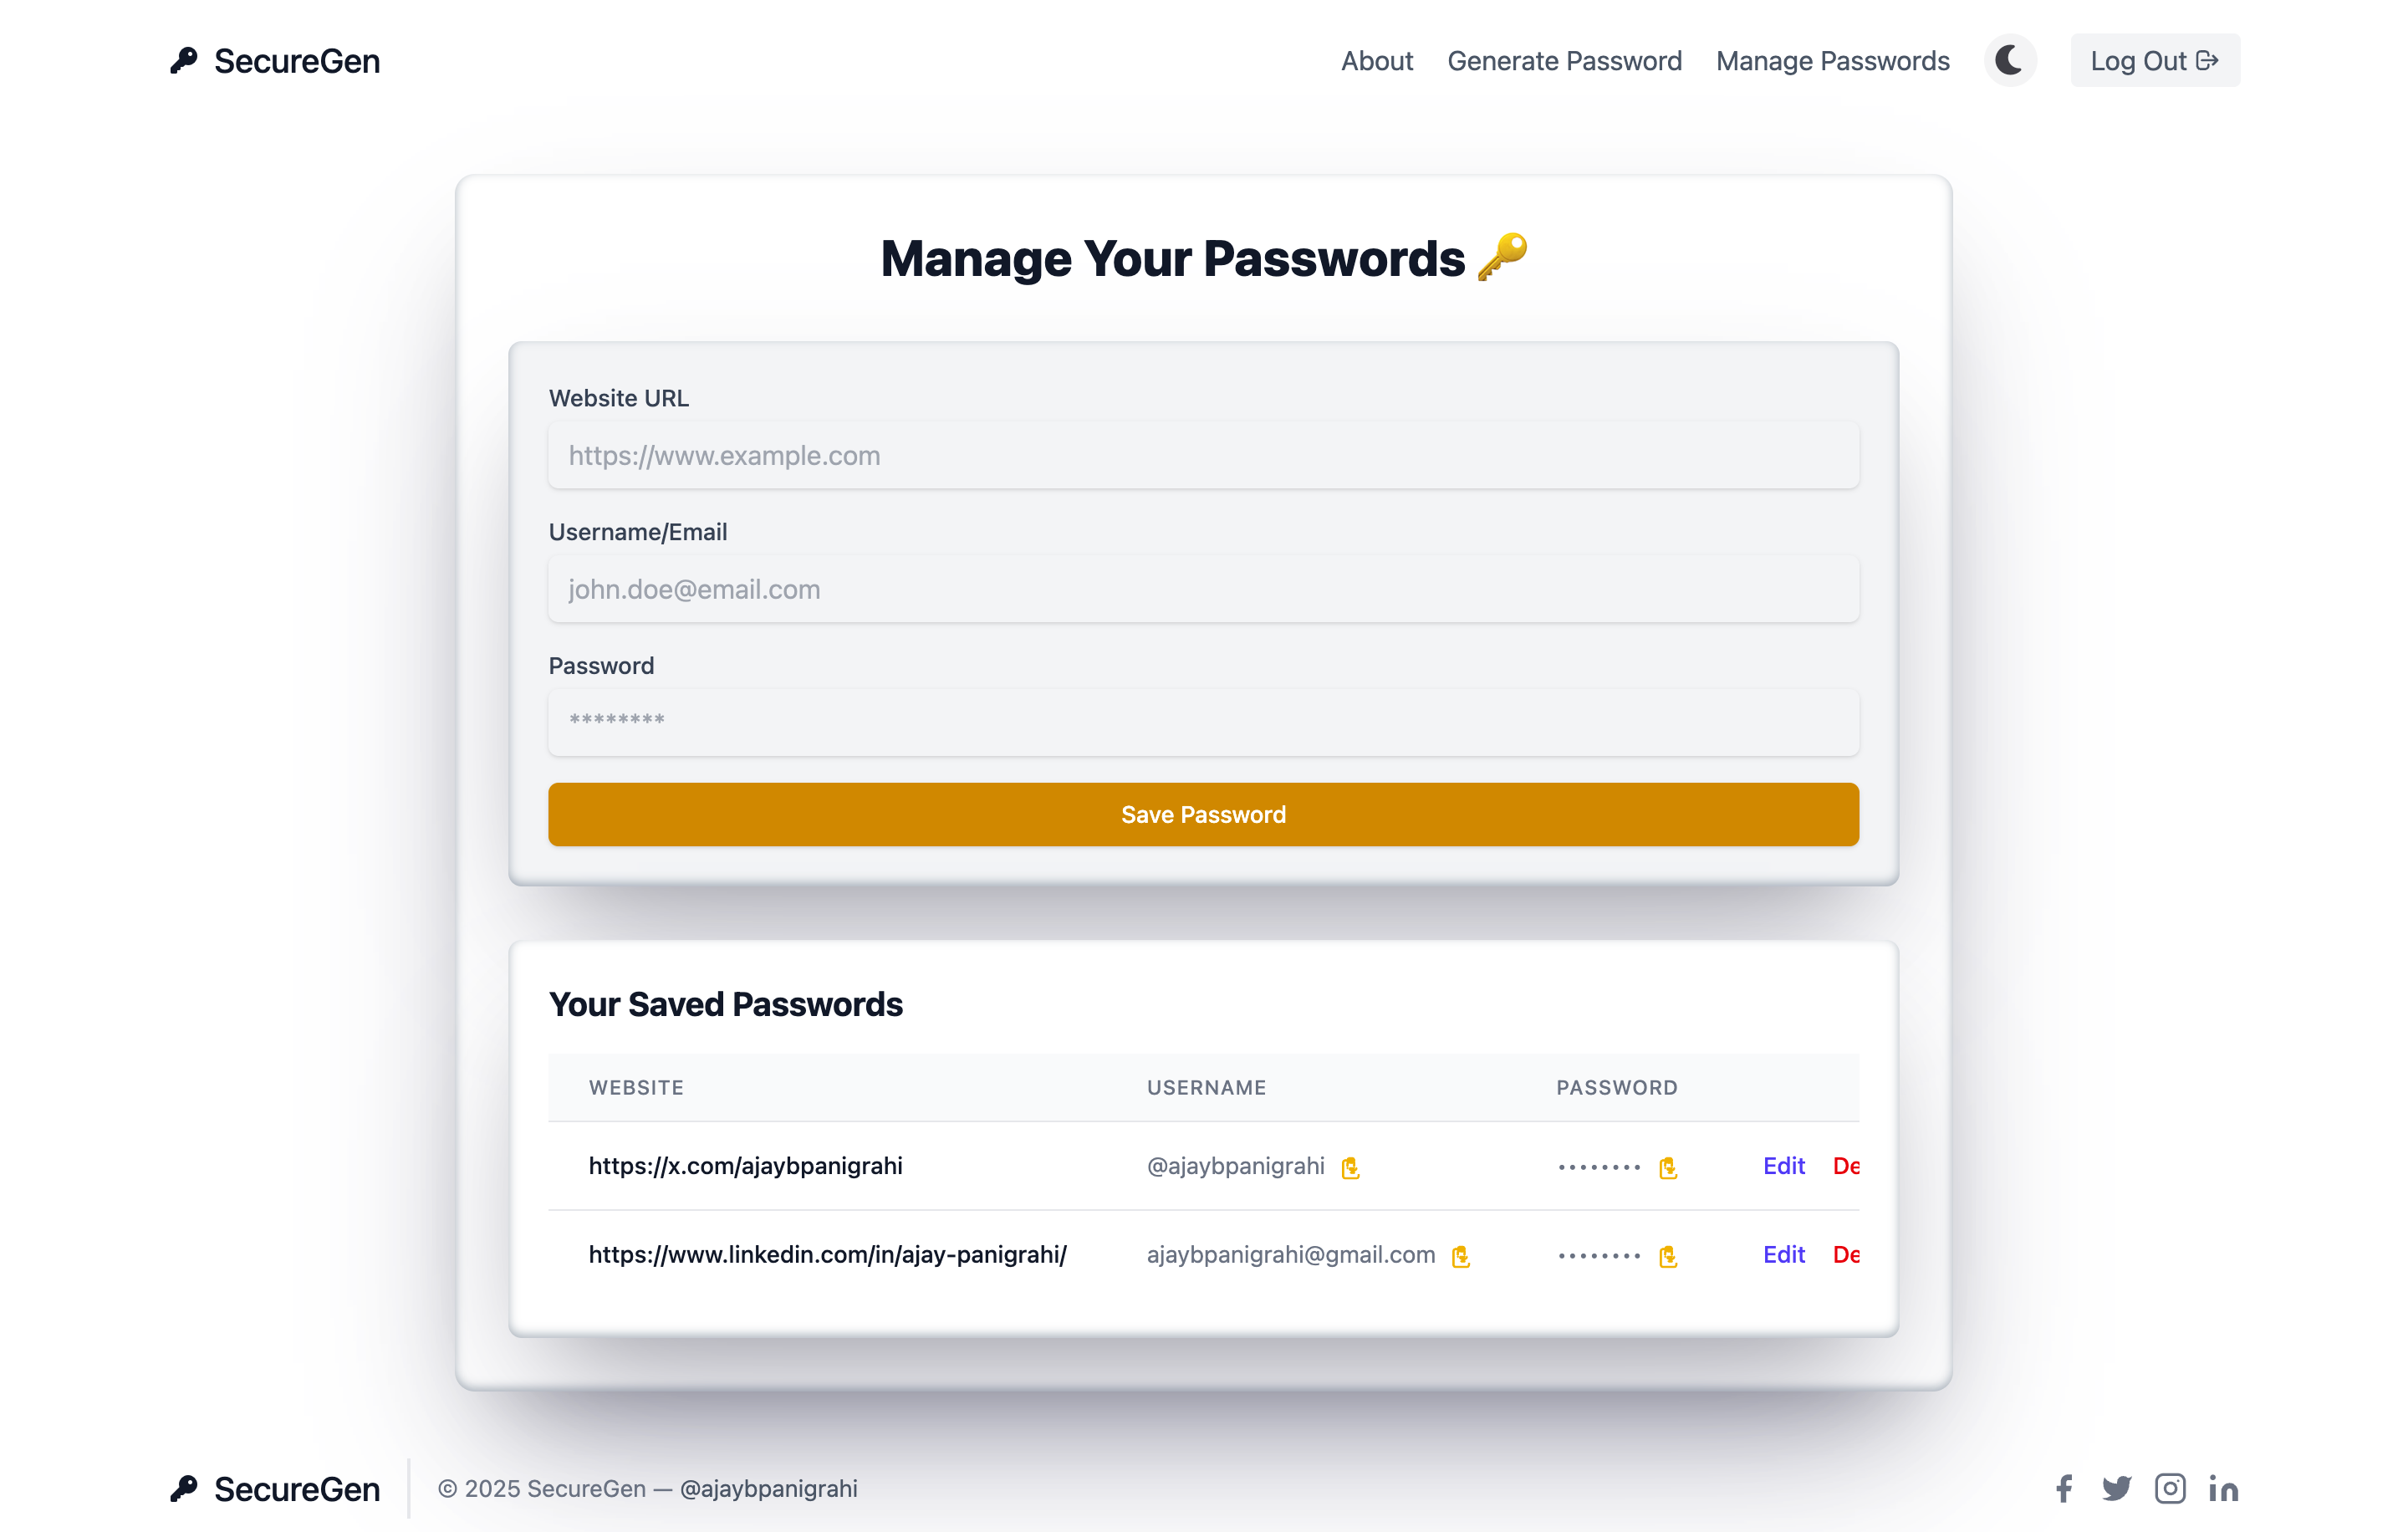 SecureGen
About Generate Password Manage Passwords Log Out
Manage Your Passwords
Website URL
https://www.example.com
Username/Email
john.doe@email.com
Password
********
Save Password
Your Saved Passwords
WEBSITE USERNAME PASSWORD
https://x.com/ajaybpanigrahi @ajaybpanigrahi •••••••• Edit De
https://www.linkedin.com/in/ajay-panigrahi/ ajaybpanigrahi@gmail.com •••••••• Edit De
SecureGen © 2025 SecureGen — @ajaybpanigrahi